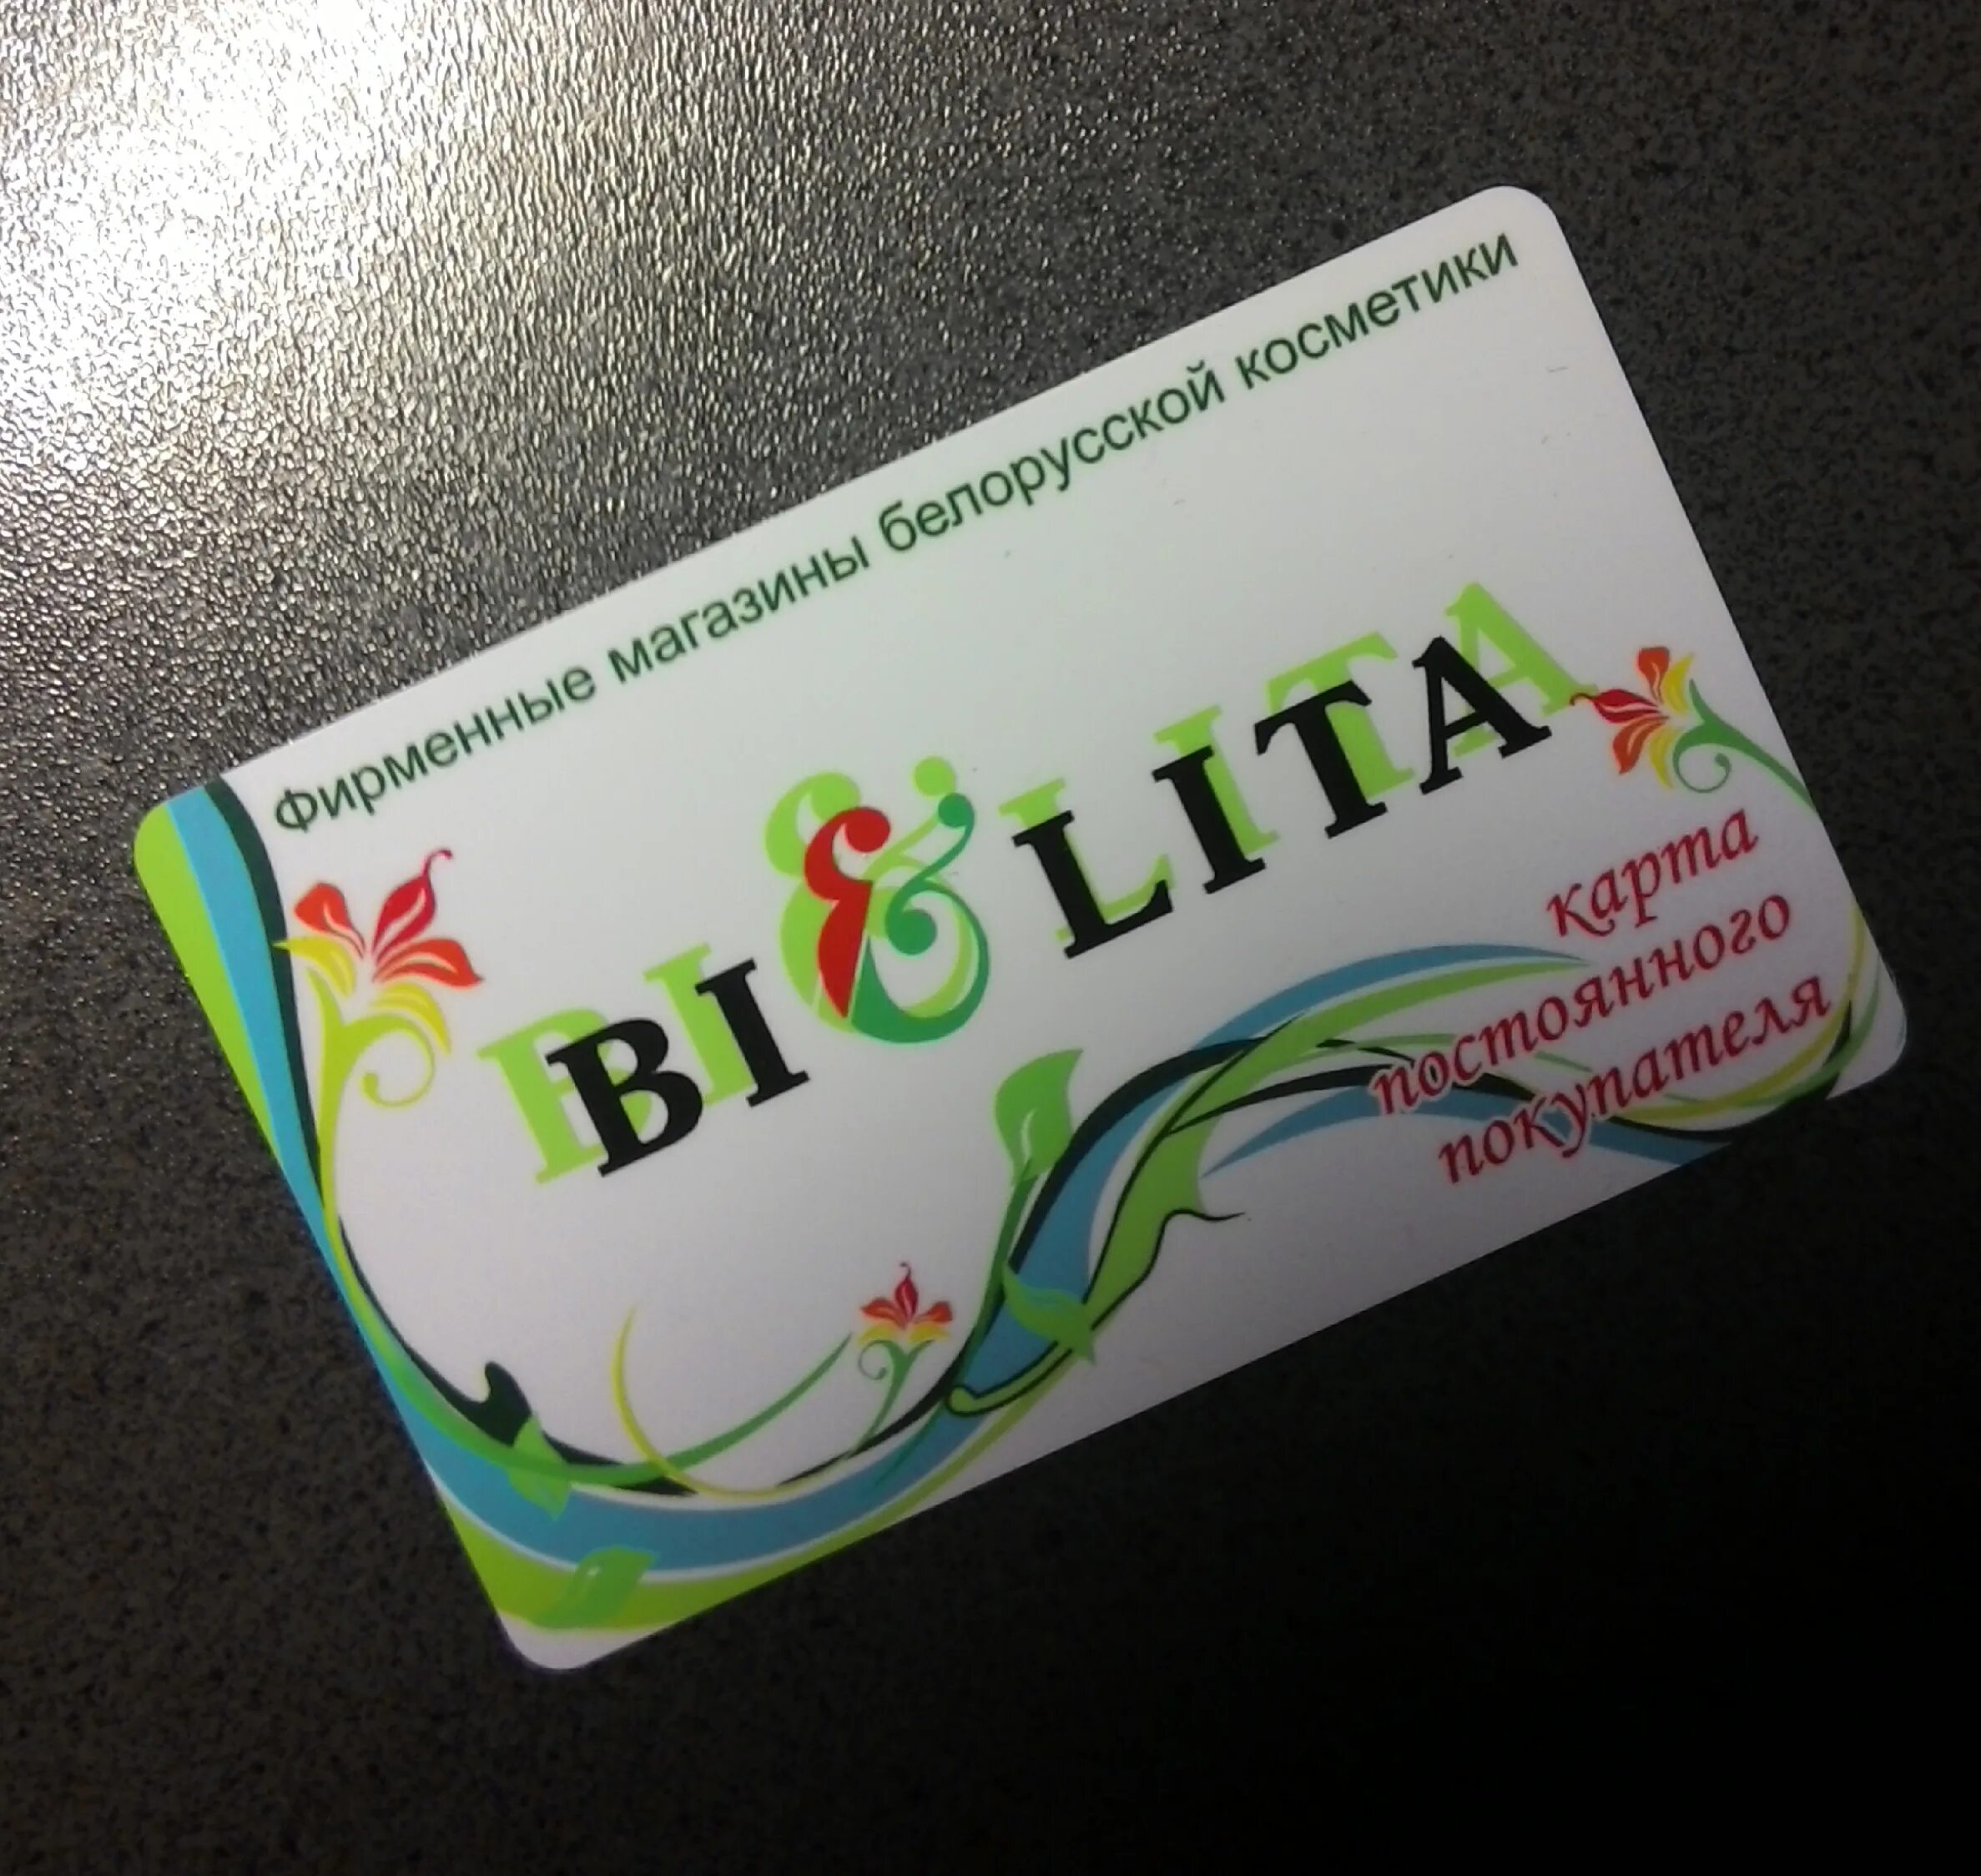 Фирменные магазины белорусской косметики
BI&LITA
карта
постоянного
покупателя